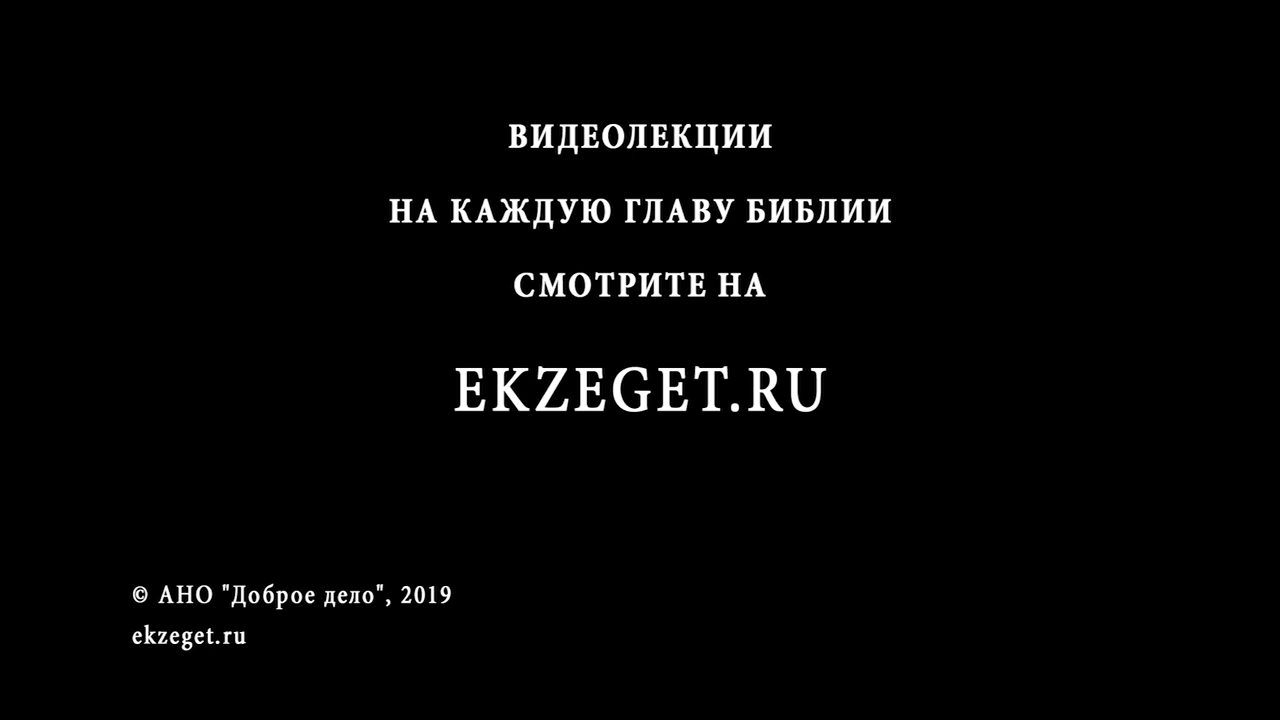 ВИДЕОЛЕКЦИИ
НА КАЖДУЮ ГЛАВУ БИБЛИИ
СМОТРИТЕ НА
EKZEGET.RU
© АНО "Доброе дело", 2019
ekzeget.ru